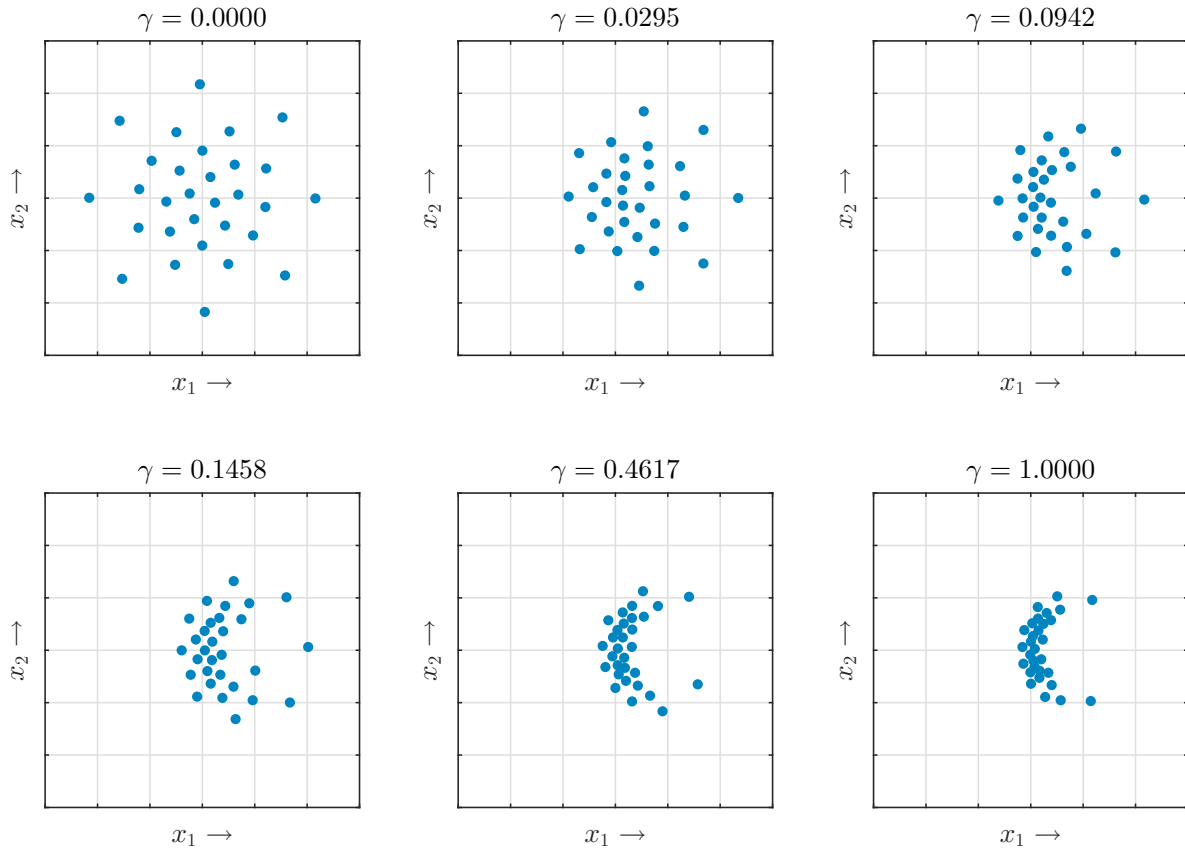 γ = 0.0000
γ = 0.0295
γ = 0.0942
x₂ →
x₂ →
x₂ →
x₁ →
x₁ →
x₁ →
γ = 0.1458
γ = 0.4617
γ = 1.0000
x₂ →
x₂ →
x₂ →
x₁ →
x₁ →
x₁ →